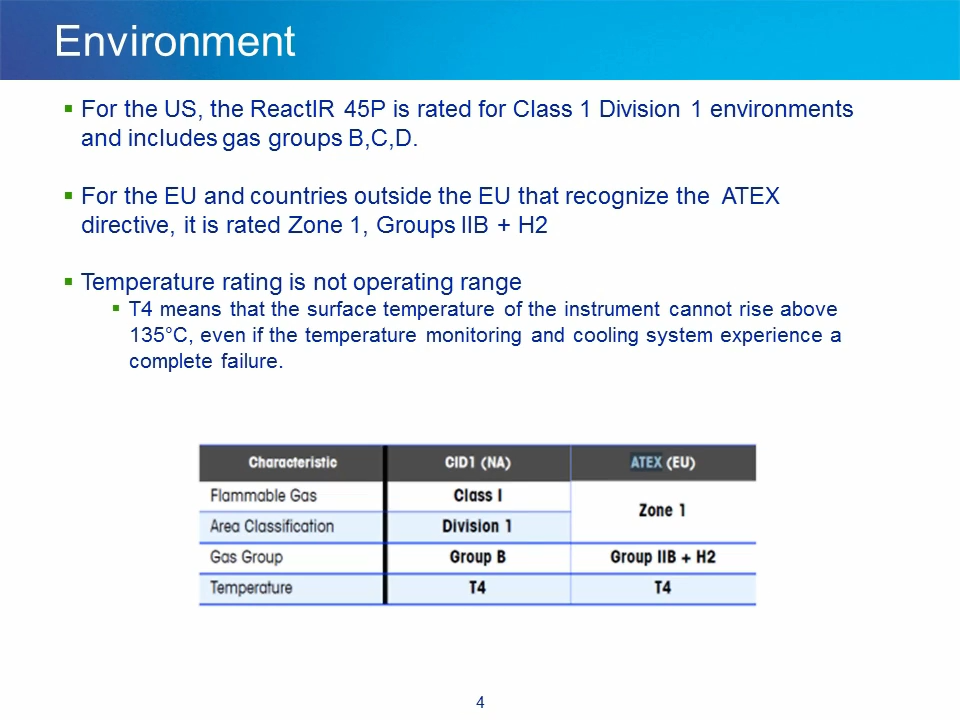 Environment
For the US, the ReactIR 45P is rated for Class 1 Division 1 environments
and includes gas groups B,C,D.
For the EU and countries outside the EU that recognize the ATEX
directive, it is rated Zone 1, Groups IIB + H2
Temperature rating is not operating range
T4 means that the surface temperature of the instrument cannot rise above
135°C, even if the temperature monitoring and cooling system experience a
complete failure.
Characteristic CID1 (NA) ATEX (EU)
Flammable Gas Class I Zone 1
Area Classification Division 1
Gas Group Group B Group IIB + H2
Temperature T4 T4
4